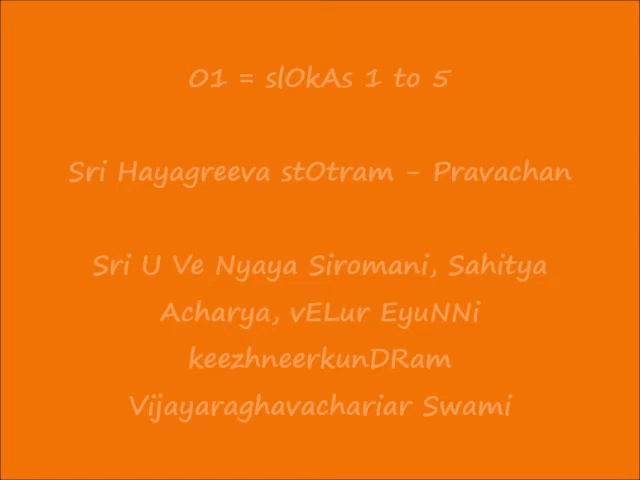 01 = slOkAs 1 to 5
Sri Hayagreeva stOtram - Pravachan
Sri U Ve Nyaya Siromani, Sahitya
Acharya, vELur EyuNNi
keezhneerkunDRam
Vijayaraghavachariar Swami